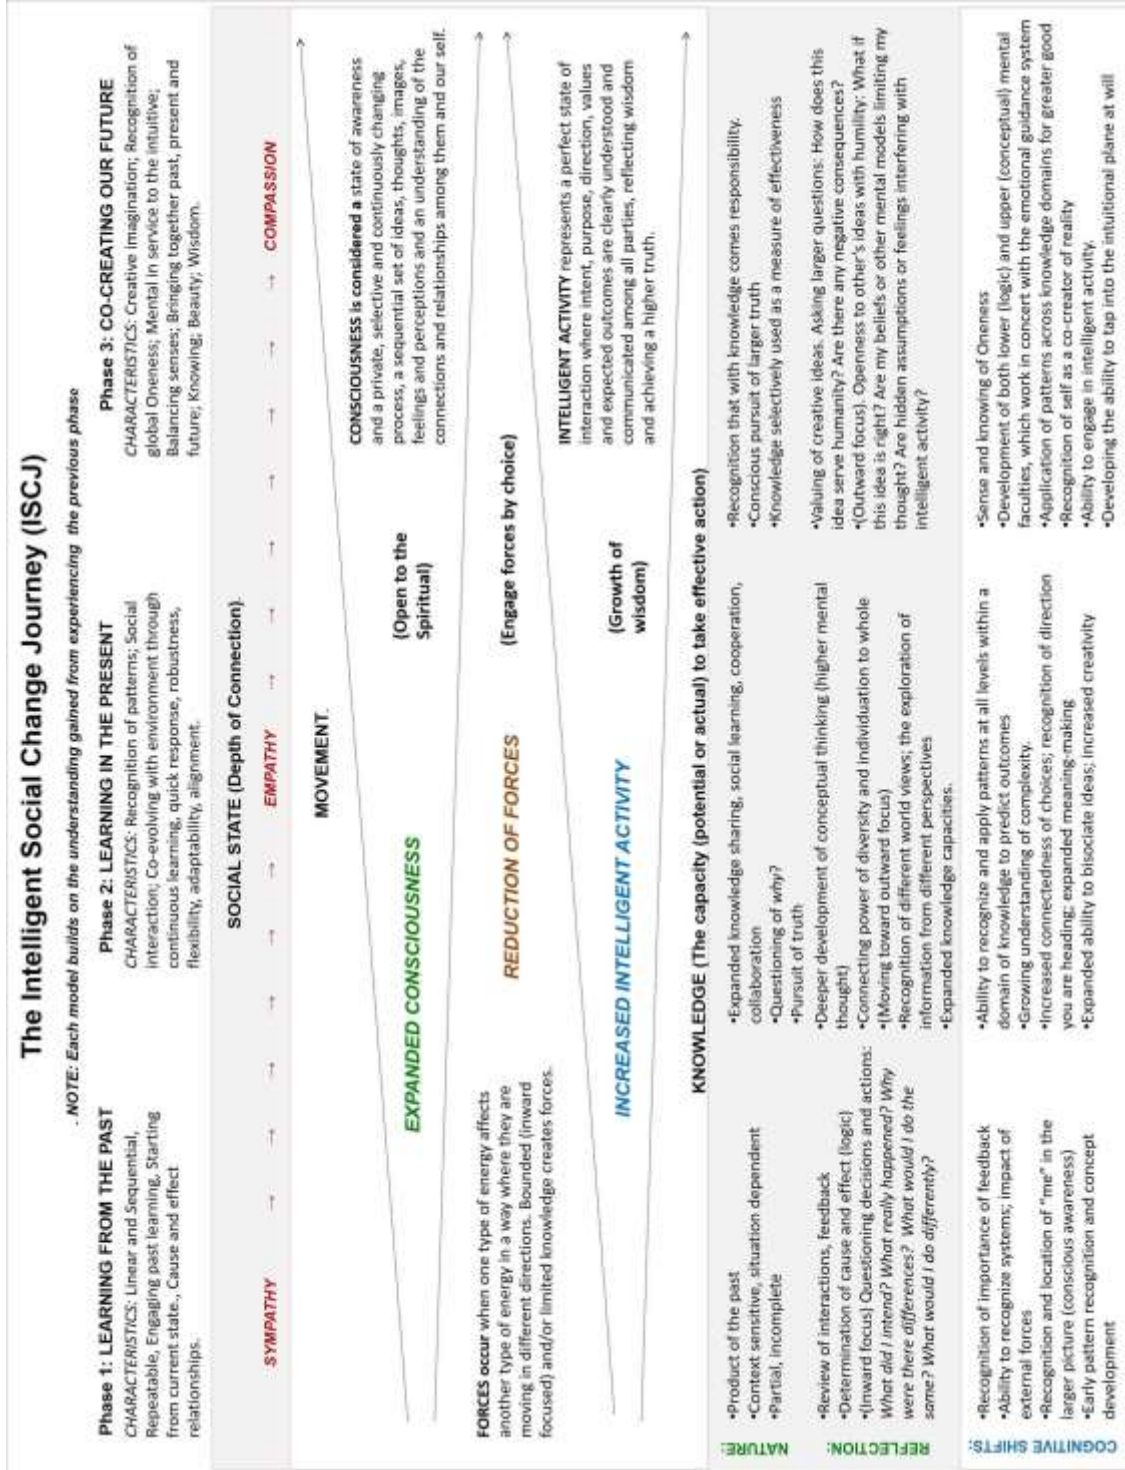 The Intelligent Social Change Journey (ISCJ)
. NOTE: Each model builds on the understanding gained from experiencing the previous phase
Phase 1: LEARNING FROM THE PAST
CHARACTERISTICS: Linear and Sequential,
Repeatable, Engaging past learning, Starting
from current state., Cause and effect
relationships.
Phase 2: LEARNING IN THE PRESENT
CHARACTERISTICS: Recognition of patterns; Social
interaction; Co-evolving with environment through
continuous learning, quick response, robustness,
flexibility, adaptability, alignment.
Phase 3: CO-CREATING OUR FUTURE
CHARACTERISTICS: Creative imagination; Recognition of
global Oneness; Mental in service to the intuitive;
Balancing senses; Bringing together past, present and
future; Knowing; Beauty; Wisdom.
SOCIAL STATE (Depth of Connection).
SYMPATHY → → → → → → → EMPATHY → → → → → → → COMPASSION
MOVEMENT.
EXPANDED CONSCIOUSNESS
(Open to the
Spiritual)
CONSCIOUSNESS is considered a state of awareness
and a private, selective and continuously changing
process, a sequential set of ideas, thoughts, images,
feelings and perceptions and an understanding of the
connections and relationships among them and our self.
FORCES occur when one type of energy affects
another type of energy in a way where they are
moving in different directions. Bounded (inward
focused) and/or limited knowledge creates forces.
REDUCTION OF FORCES
(Engage forces by choice)
INCREASED INTELLIGENT ACTIVITY
(Growth of
wisdom)
INTELLIGENT ACTIVITY represents a perfect state of
interaction where intent, purpose, direction, values
and expected outcomes are clearly understood and
communicated among all parties, reflecting wisdom
and achieving a higher truth.
KNOWLEDGE (The capacity (potential or actual) to take effective action)
NATURE:
•Product of the past
•Context sensitive, situation dependent
•Partial, incomplete
•Expanded knowledge sharing, social learning, cooperation,
collaboration
•Questioning of why?
•Pursuit of truth
•Recognition that with knowledge comes responsibility.
•Conscious pursuit of larger truth
•Knowledge selectively used as a measure of effectiveness
REFLECTION:
•Review of interactions, feedback
•Determination of cause and effect (logic)
•(Inward focus) Questioning decisions and actions:
What did I intend? What really happened? Why
were there differences? What would I do the
same? What would I do differently?
•Deeper development of conceptual thinking (higher mental
thought)
•Connecting power of diversity and individuation to whole
•(Moving toward outward focus)
•Recognition of different world views; the exploration of
information from different perspectives
•Expanded knowledge capacities.
•Valuing of creative ideas. Asking larger questions: How does this
idea serve humanity? Are there any negative consequences?
•(Outward focus). Openness to other's ideas with humility: What if
this idea is right? Are my beliefs or other mental models limiting my
thought? Are hidden assumptions or feelings interfering with
intelligent activity?
COGNITIVE SHIFTS:
•Recognition of importance of feedback
•Ability to recognize systems; impact of
external forces
•Recognition and location of "me" in the
larger picture (conscious awareness)
•Early pattern recognition and concept
development
•Ability to recognize and apply patterns at all levels within a
domain of knowledge to predict outcomes
•Growing understanding of complexity.
•Increased connectedness of choices; recognition of direction
you are heading; expanded meaning-making
•Expanded ability to bisociate ideas; increased creativity
•Sense and knowing of Oneness
•Development of both lower (logic) and upper (conceptual) mental
faculties, which work in concert with the emotional guidance system
•Application of patterns across knowledge domains for greater good
•Recognition of self as a co-creator of reality
•Ability to engage in intelligent activity.
•Developing the ability to tap into the intuitional plane at will